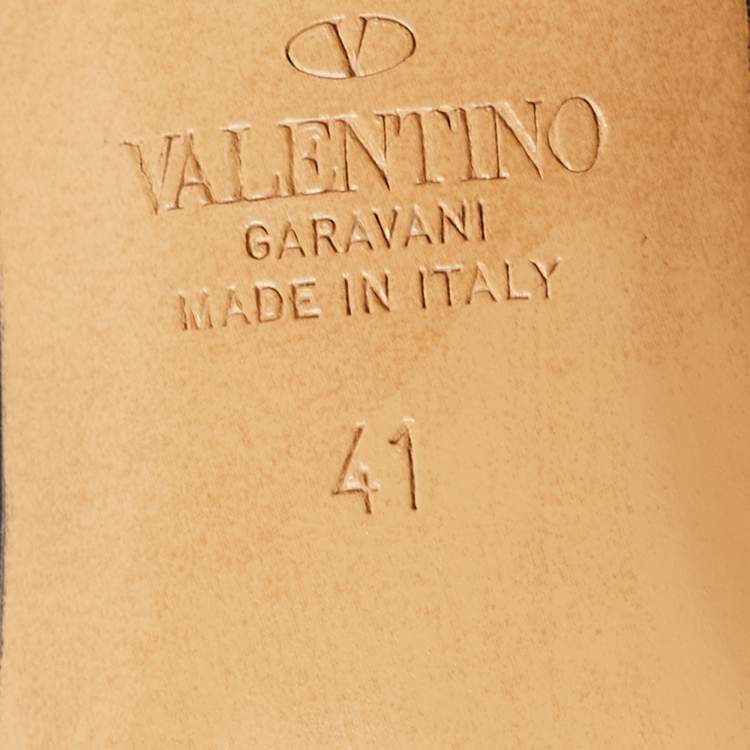 V
VALENTINO
GARAVANI
MADE IN ITALY
41